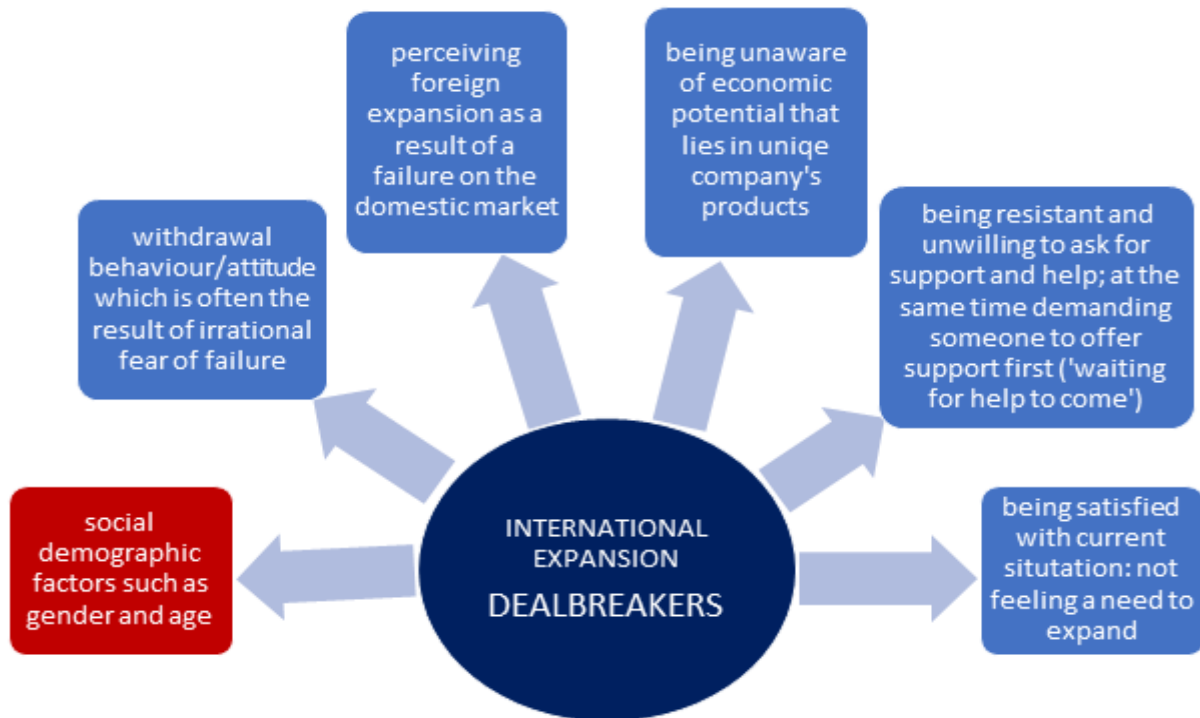 perceiving
foreign
expansion as a
result of a
failure on the
domestic market
being unaware
of economic
potential that
lies in uniqe
company's
products
withdrawal
behaviour/attitude
which is often the
result of irrational
fear of failure
being resistant and
unwilling to ask for
support and help; at the
same time demanding
someone to offer
support first ('waiting
for help to come')
social
demographic
factors such as
gender and age
INTERNATIONAL
EXPANSION
DEALBREAKERS
being satisfied
with current
situtation: not
feeling a need to
expand